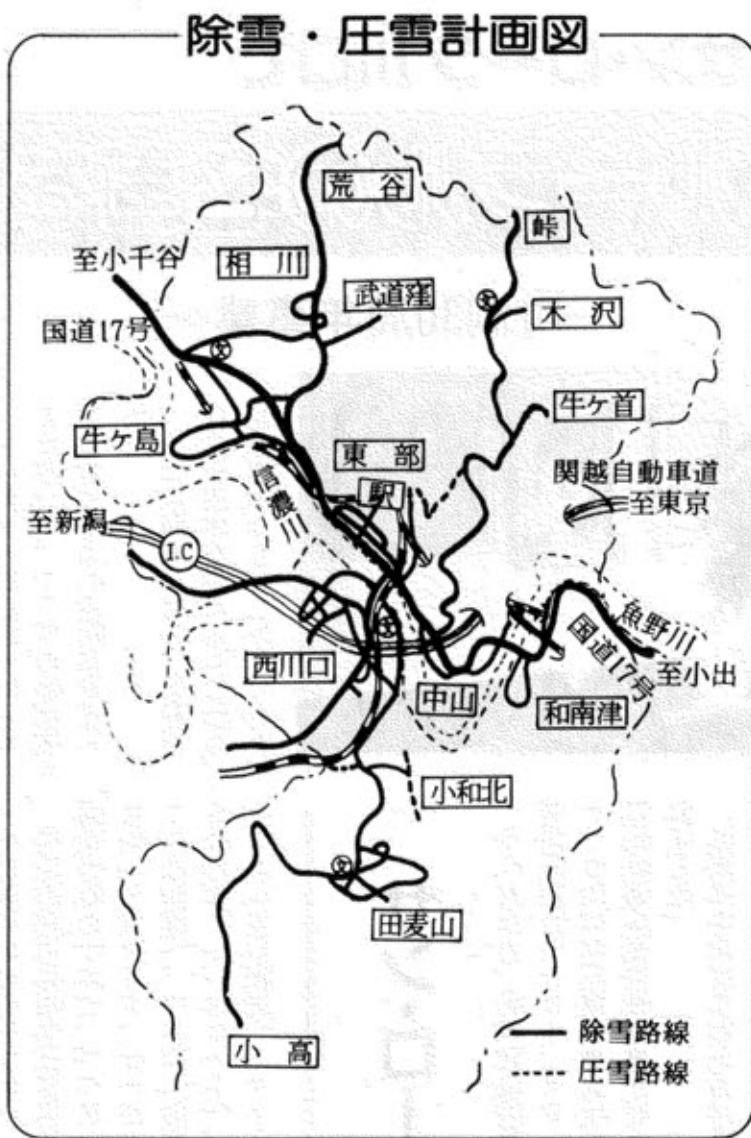 除雪・圧雪計画図
荒谷
峠
至小千谷
相川
武道窪
文
木沢
国道17号
文
牛ケ首
牛ケ島
東部
関越自動車道
駅
至東京
信濃川
至新潟
I.C
文
魚野川
国道17号
西川口
至小出
中山
和南津
小和北
文
田麦山
小高
除雪路線
圧雪路線